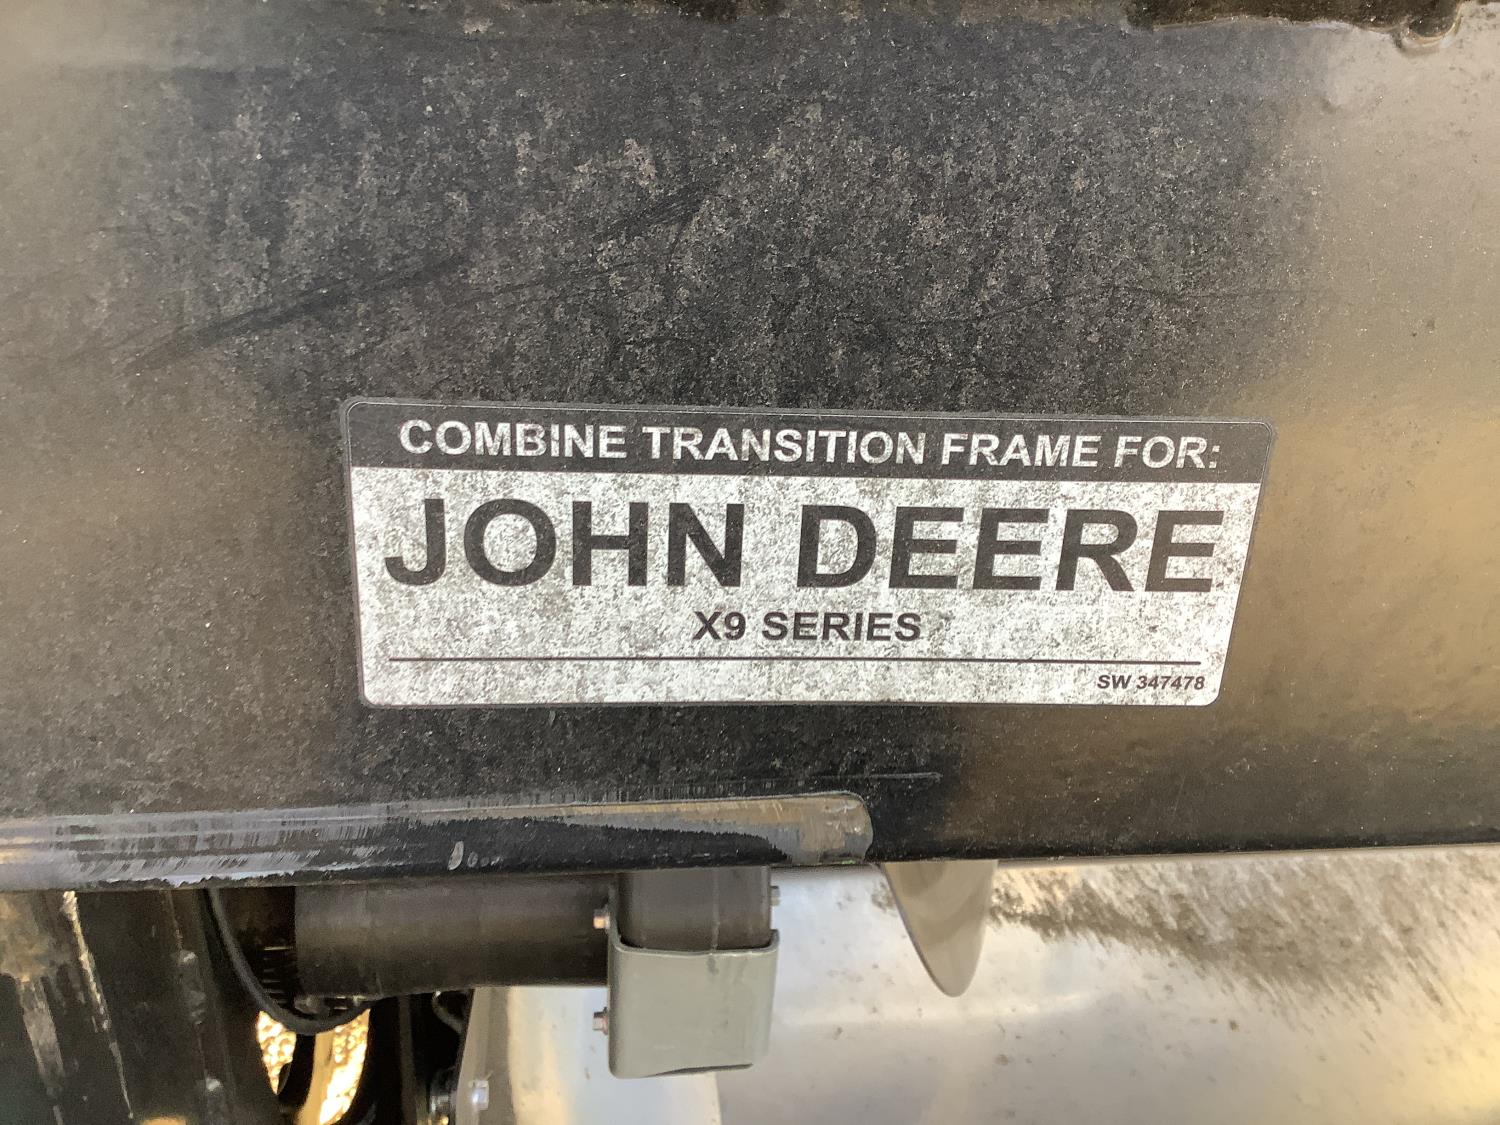 COMBINE TRANSITION FRAME FOR:
JOHN DEERE
X9 SERIES
SW 347478